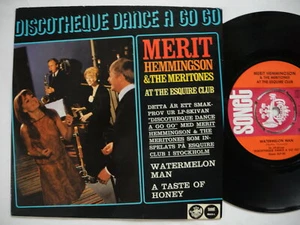 DISCOTHEQUE DANCE A GO GO
MERIT
HEMMINGSON
& THE MERITONES
AT THE ESQUIRE CLUB
DETTA ÄR ETT SMAK-
PROV UR LP-SKIVAN
"DISCOTHEQUE DANCE
A GO GO" MED MERIT
HEMMINGSON & THE
MERITONES SOM IN-
SPELATS PÅ ESQUIRE
CLUB I STOCKHOLM
WATERMELON
MAN
A TASTE OF
HONEY
SONET
WATERMELON MAN